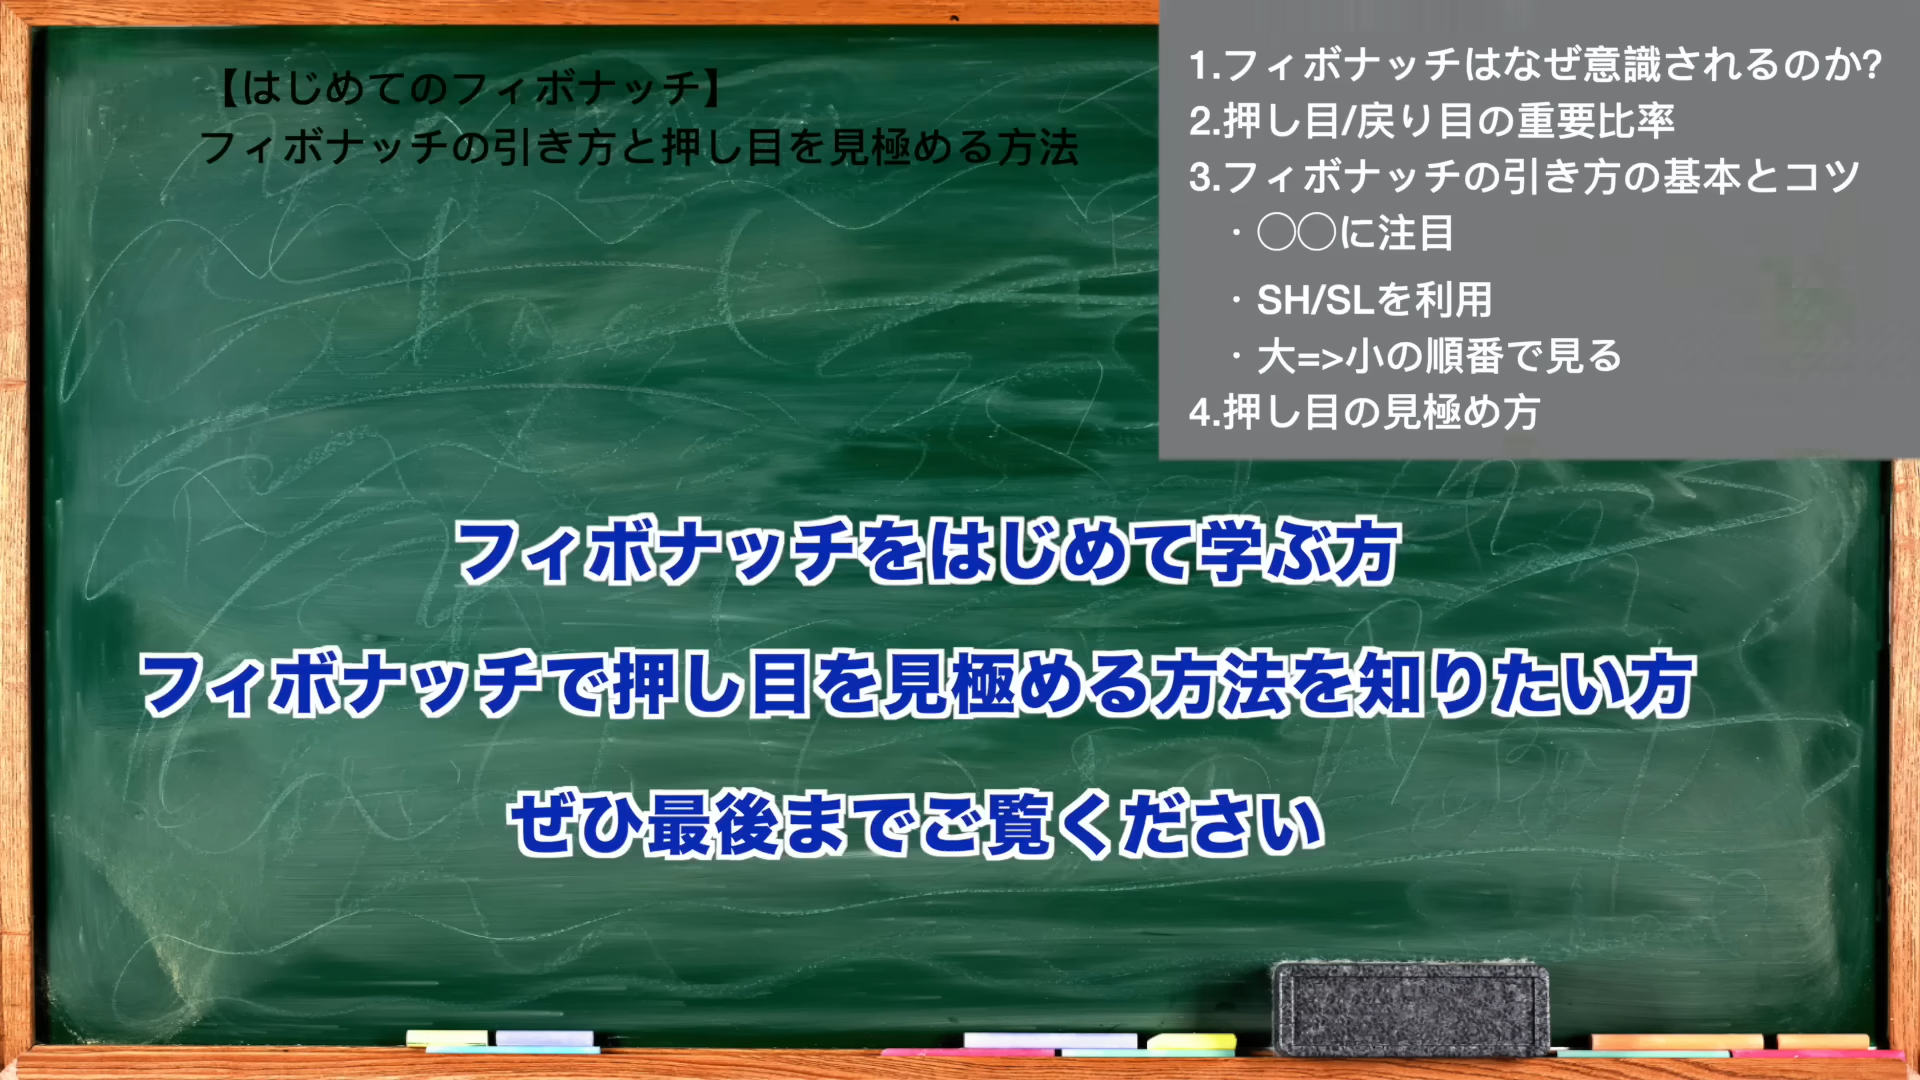 【はじめてのフィボナッチ】
フィボナッチの引き方と押し目を見極める方法
1.フィボナッチはなぜ意識されるのか?
2.押し目/戻り目の重要比率
3.フィボナッチの引き方の基本とコツ
・◯◯に注目
・SH/SLを利用
・大=>小の順番で見る
4.押し目の見極め方
フィボナッチをはじめて学ぶ方
フィボナッチで押し目を見極める方法を知りたい方
ぜひ最後までご覧ください